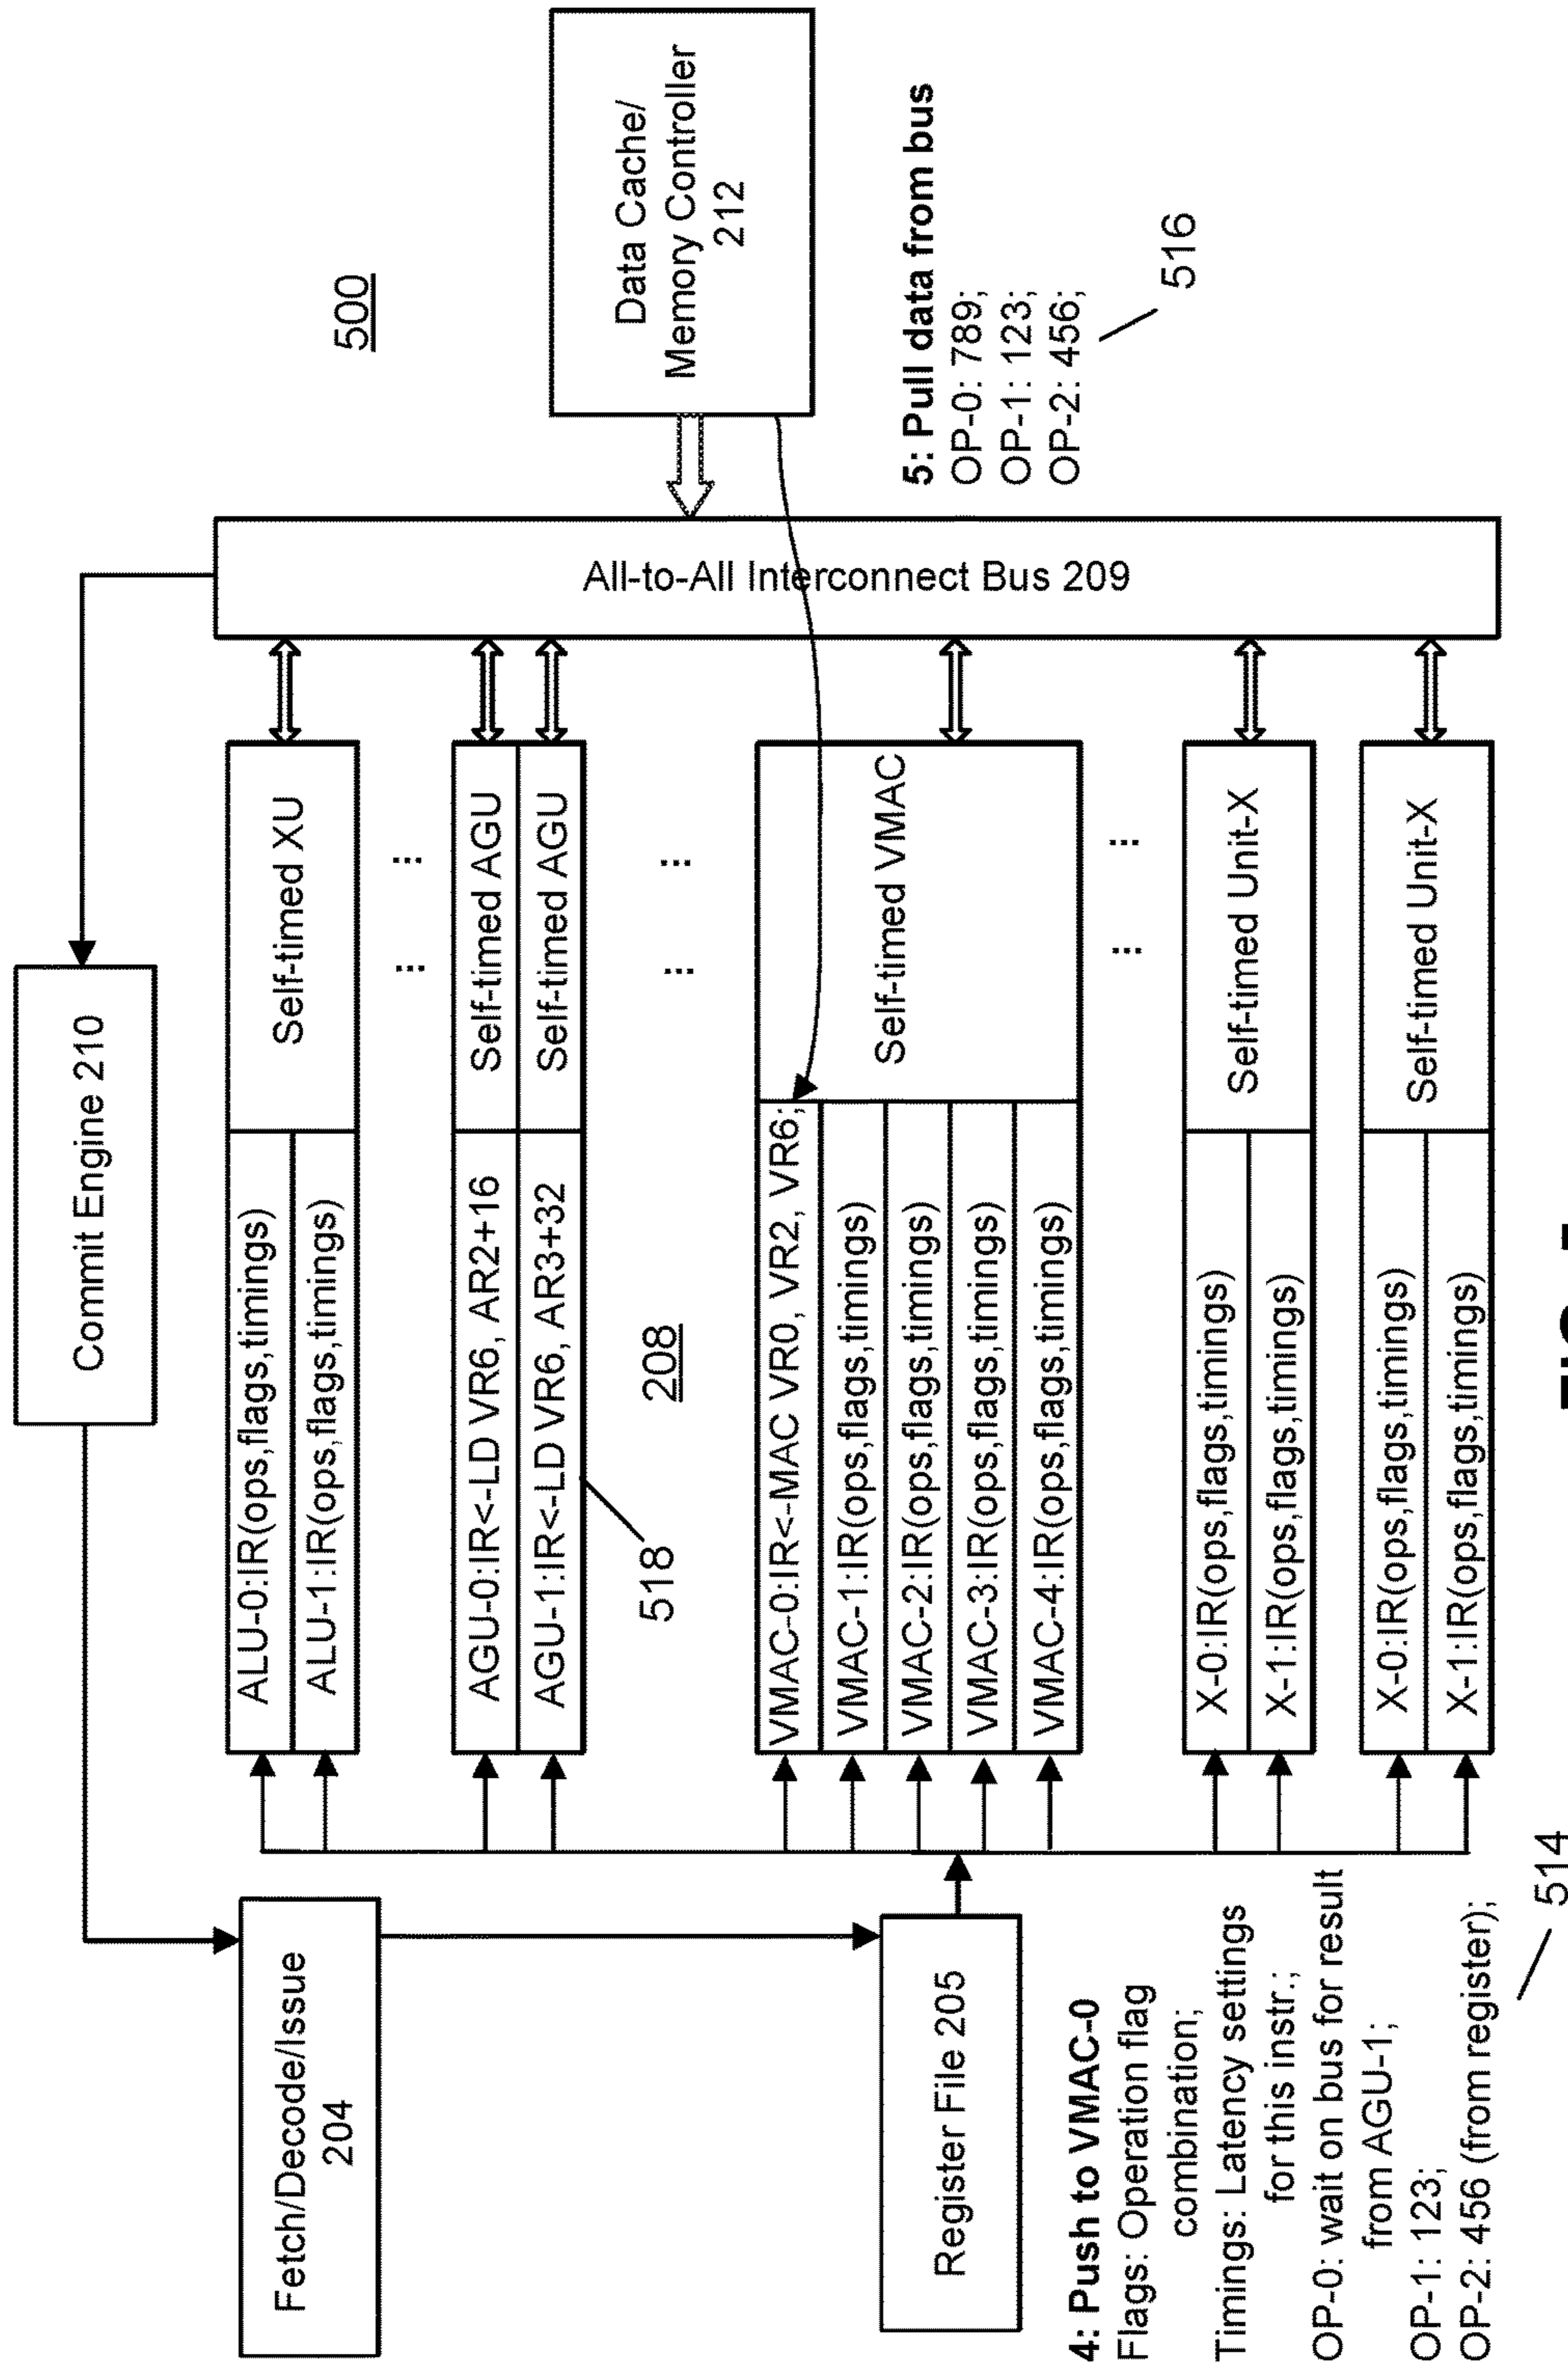 500
Commit Engine 210
Fetch/Decode/Issue
204
Register File 205
ALU-0:IR(ops,flags,timings)
ALU-1:IR(ops,flags,timings)
Self-timed XU
... ...
AGU-0:IR<-LD VR6, AR2+16
Self-timed AGU
AGU-1:IR<-LD VR6, AR3+32
Self-timed AGU
518
208
... ...
VMAC-0:IR<-MAC VR0, VR2, VR6;
VMAC-1:IR(ops,flags,timings)
VMAC-2:IR(ops,flags,timings)
VMAC-3:IR(ops,flags,timings)
VMAC-4:IR(ops,flags,timings)
Self-timed VMAC
... ...
X-0:IR(ops,flags,timings)
X-1:IR(ops,flags,timings)
Self-timed Unit-X
X-0:IR(ops,flags,timings)
X-1:IR(ops,flags,timings)
Self-timed Unit-X
All-to-All Interconnect Bus 209
Data Cache/
Memory Controller
212
4: Push to VMAC-0
Flags: Operation flag
combination;
Timings: Latency settings
for this instr.;
OP-0: wait on bus for result
from AGU-1;
OP-1: 123;
OP-2: 456 (from register);
514
5: Pull data from bus
OP-0: 789;
OP-1: 123;
OP-2: 456;
516